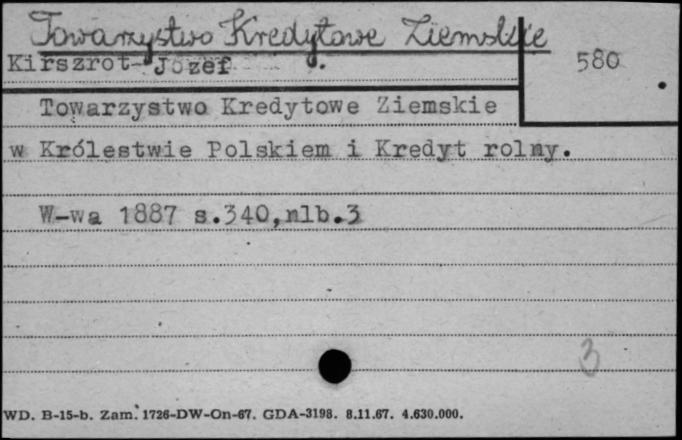 Towarzystwo Kredytowe Ziemskie
Kirszrot- Józef
580
Towarzystwo Kredytowe Ziemskie
w Królestwie Polskiem i Kredyt rolny.
W-wa 1887 s.340,nlb.3
3
WD. B-15-b. Zam. 1726-DW-On-67. GDA-3198. 8.11.67. 4.630.000.